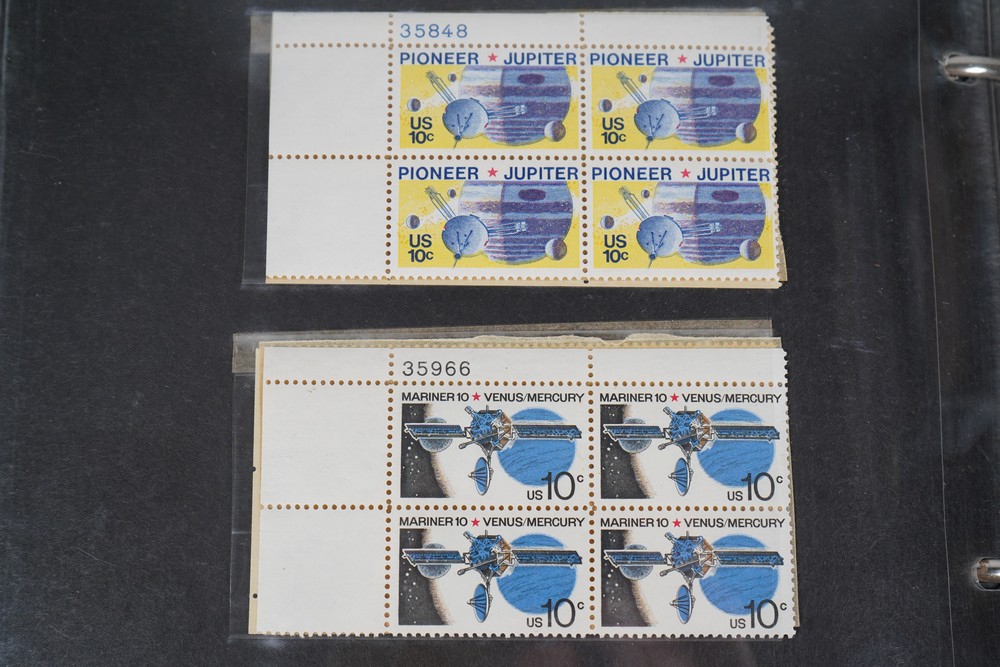 35848
PIONEER ★ JUPITER
US
10c
PIONEER ★ JUPITER
US
10c
PIONEER ★ JUPITER
US
10c
PIONEER ★ JUPITER
US
10c
35966
MARINER 10 ★ VENUS/MERCURY
US 10c
MARINER 10 ★ VENUS/MERCURY
US 10c
MARINER 10 ★ VENUS/MERCURY
US 10c
MARINER 10 ★ VENUS/MERCURY
US 10c